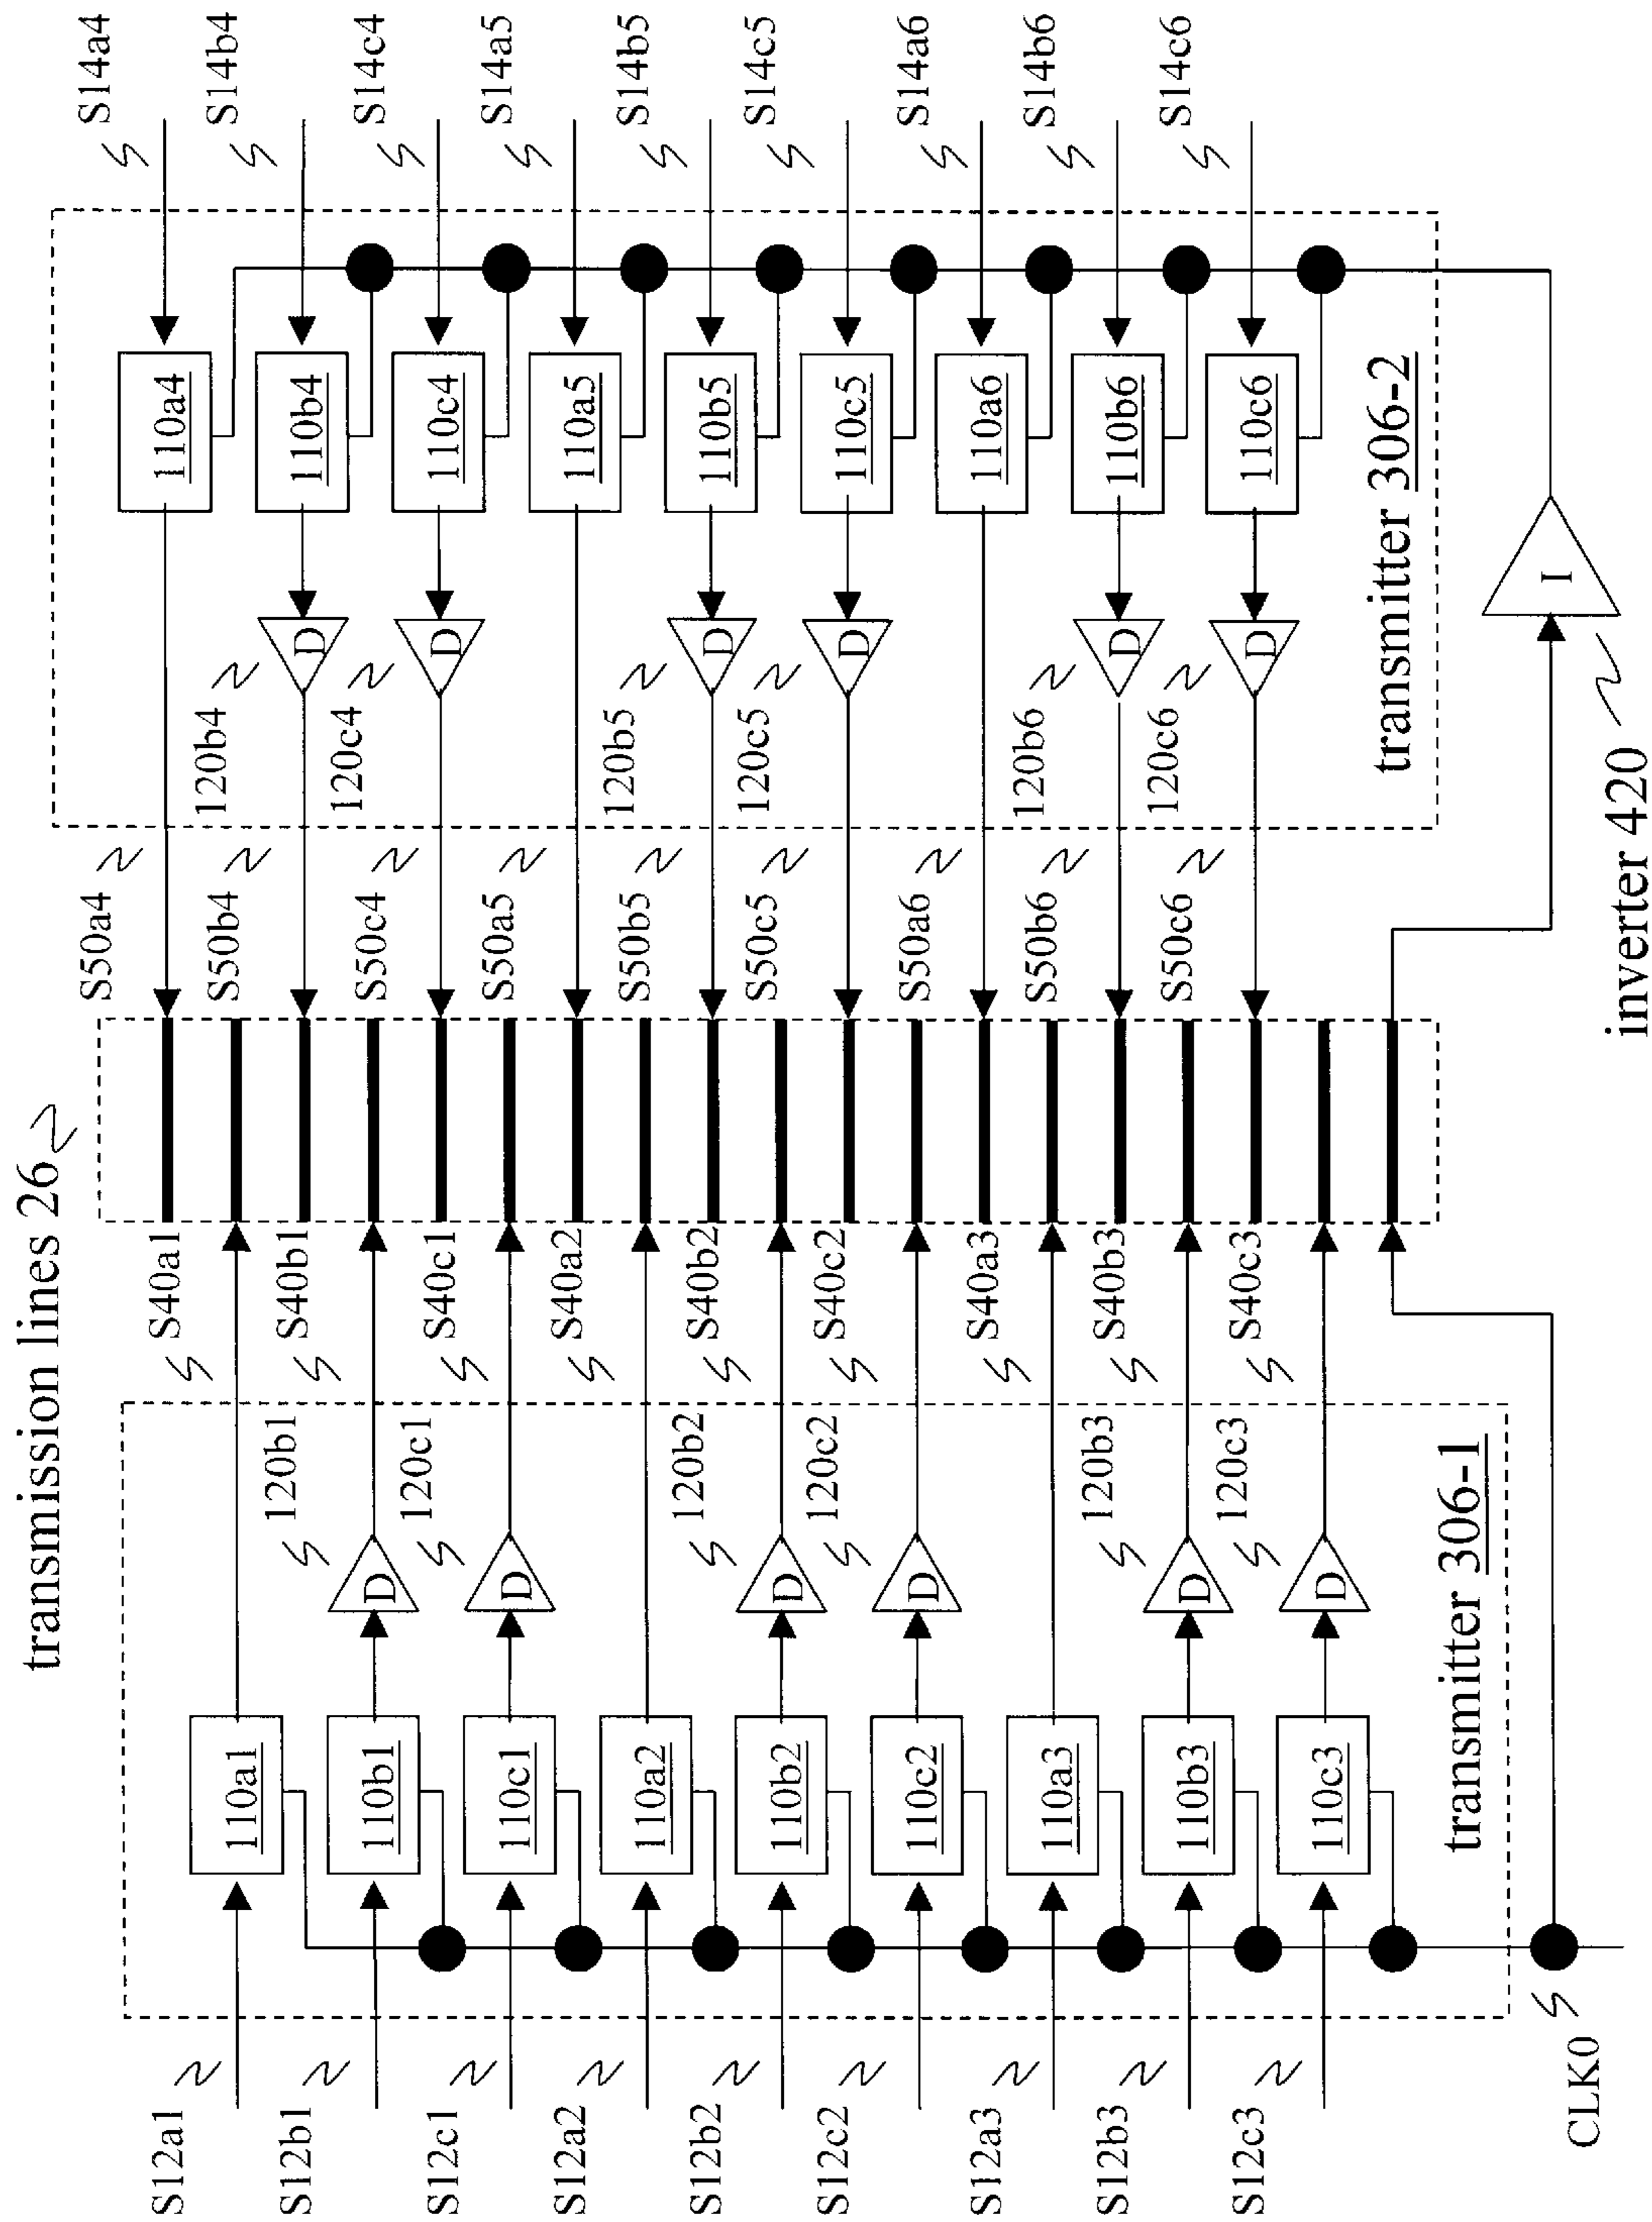 transmission lines 26
S12a1
S12b1
S12c1
S12a2
S12b2
S12c2
S12a3
S12b3
S12c3
CLK0
110a1
110b1
110c1
110a2
110b2
110c2
110a3
110b3
110c3
D
D
D
D
D
D
120b1
120c1
120b2
120c2
120b3
120c3
transmitter 306-1
S40a1
S40b1
S40c1
S40a2
S40b2
S40c2
S40a3
S40b3
S40c3
S50a4
S50b4
S50c4
S50a5
S50b5
S50c5
S50a6
S50b6
S50c6
120b4
120c4
120b5
120c5
120b6
120c6
D
D
D
D
D
D
110a4
110b4
110c4
110a5
110b5
110c5
110a6
110b6
110c6
transmitter 306-2
I
inverter 420
S14a4
S14b4
S14c4
S14a5
S14b5
S14c5
S14a6
S14b6
S14c6